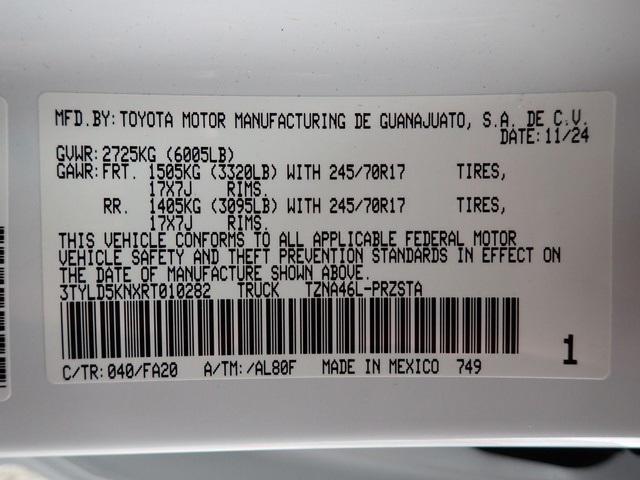 MFD.BY: TOYOTA MOTOR MANUFACTURING DE GUANAJUATO, S.A. DE C.V.
DATE: 11/24
GVWR: 2725KG (6005LB)
GAWR: FRT. 1505KG (3320LB) WITH 245/70R17 TIRES,
17X7J RIMS.
RR. 1405KG (3095LB) WITH 245/70R17 TIRES,
17X7J RIMS.
THIS VEHICLE CONFORMS TO ALL APPLICABLE FEDERAL MOTOR
VEHICLE SAFETY AND THEFT PREVENTION STANDARDS IN EFFECT ON
THE DATE OF MANUFACTURE SHOWN ABOVE.
3TYLD5KNXRT010282 TRUCK TZNA46L-PRZSTA
1
C/TR: 040/FA20 A/TM: /AL80F MADE IN MEXICO 749